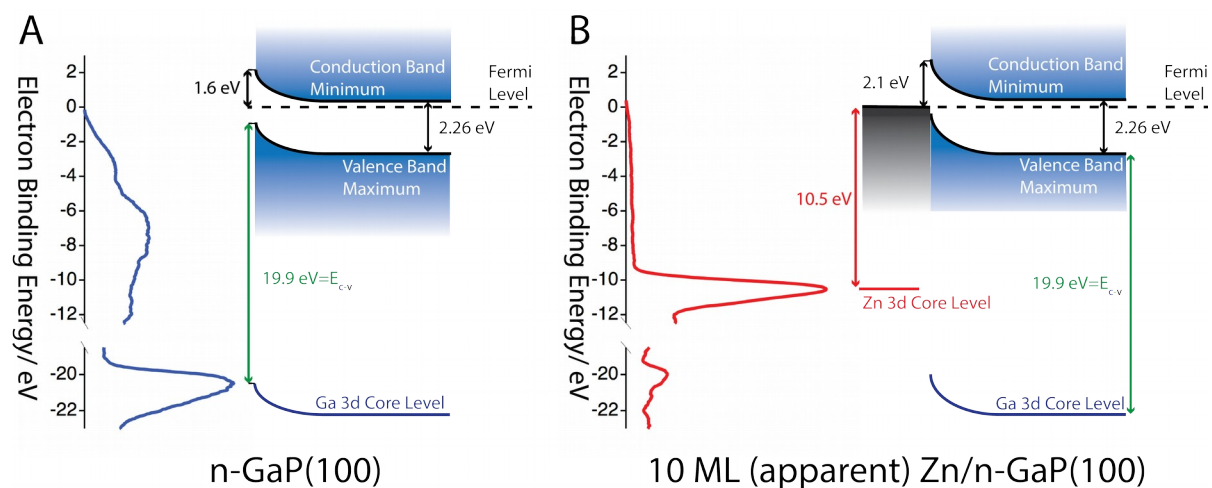 A
Electron Binding Energy/ eV
2
0
-2
-4
-6
-8
-10
-12
-20
-22
1.6 eV
Conduction Band
Minimum
Fermi
Level
2.26 eV
Valence Band
Maximum
19.9 eV=Ec-v
Ga 3d Core Level
n-GaP(100)
B
Electron Binding Energy/ eV
2
0
-2
-4
-6
-8
-10
-12
-20
-22
2.1 eV
Conduction Band
Minimum
Fermi
Level
2.26 eV
Valence Band
Maximum
10.5 eV
Zn 3d Core Level
19.9 eV=Ec-v
Ga 3d Core Level
10 ML (apparent) Zn/n-GaP(100)